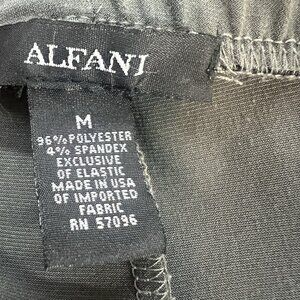 ALFANI
M
96% POLYESTER
4% SPANDEX
EXCLUSIVE
OF ELASTIC
MADE IN USA
OF IMPORTED
FABRIC
RN 57096